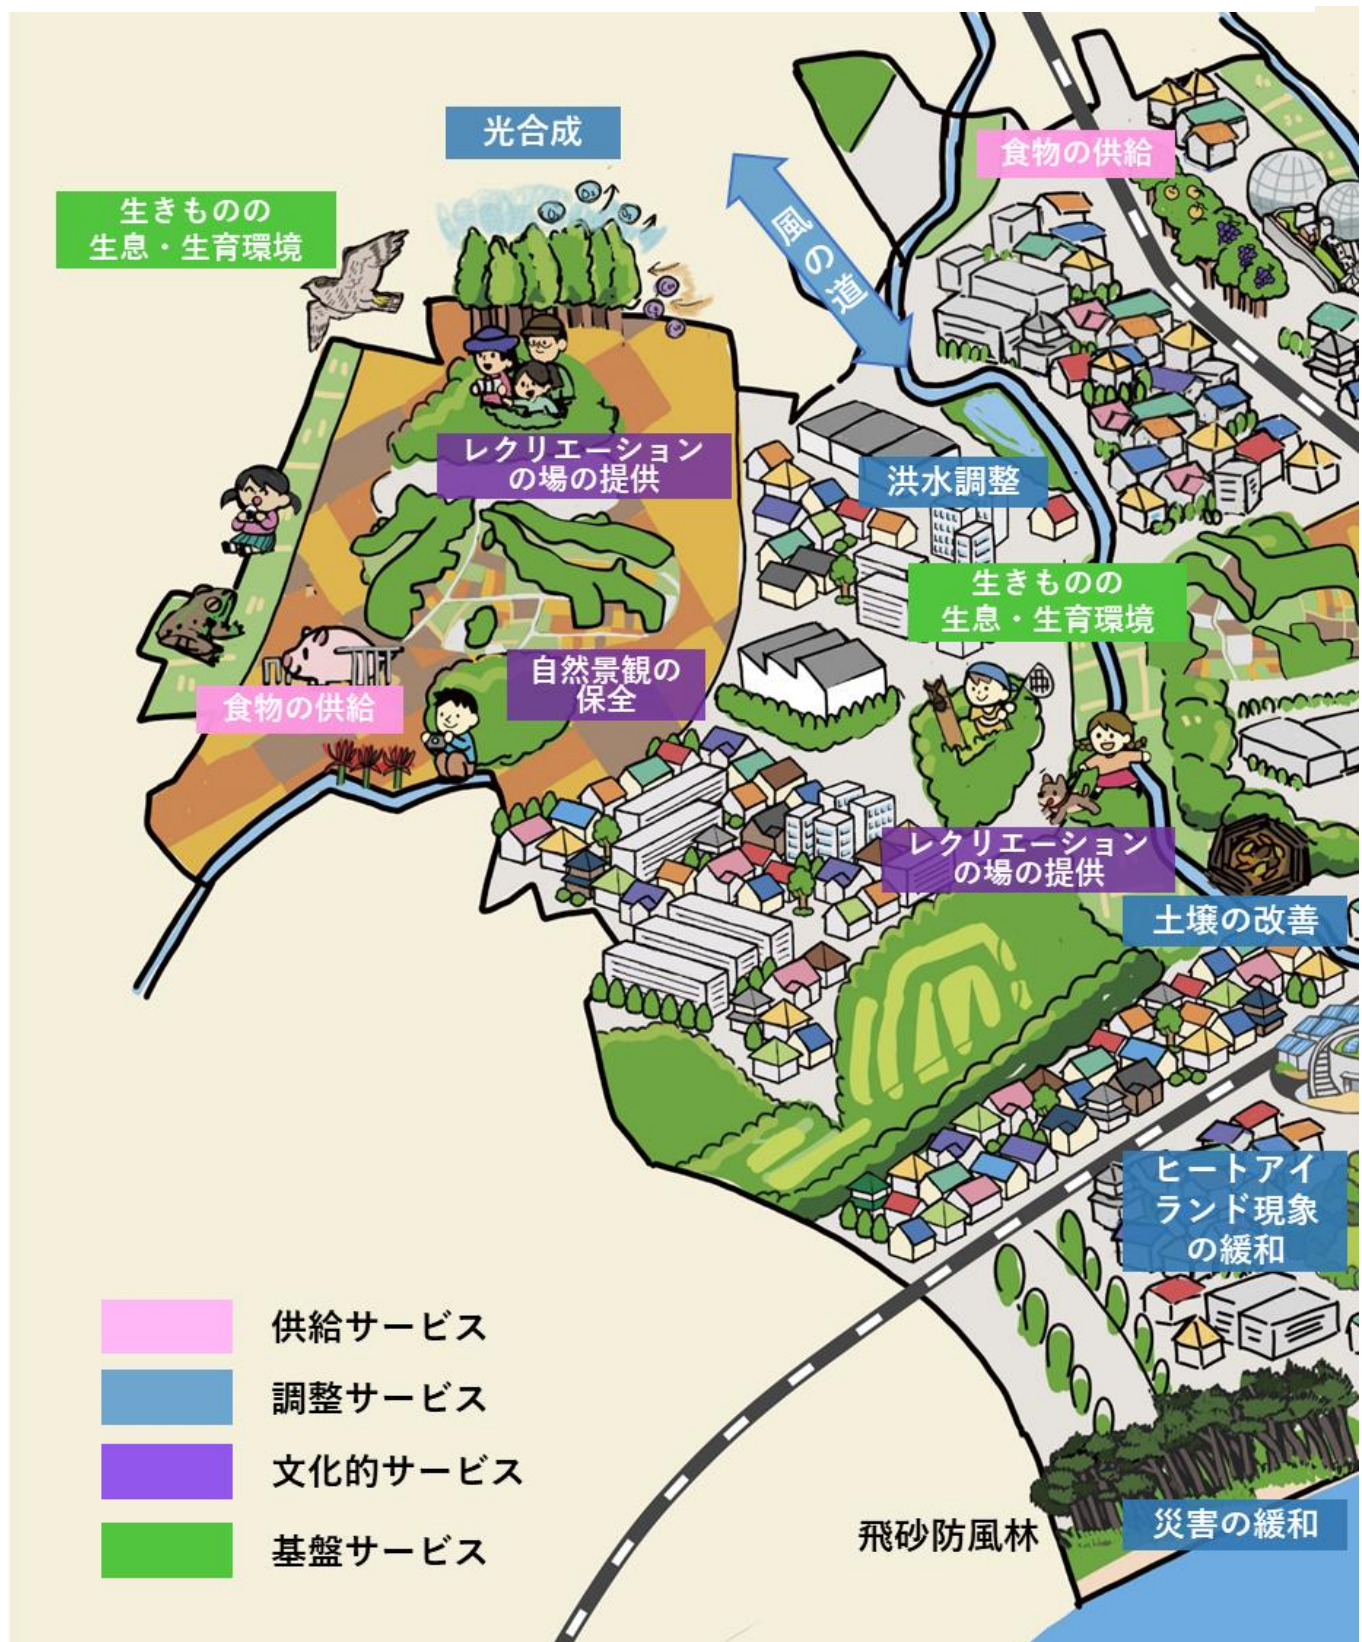 光合成
食物の供給
生きものの
生息・生育環境
風の道
レクリエーション
の場の提供
洪水調整
生きものの
生息・生育環境
自然景観の
保全
食物の供給
レクリエーション
の場の提供
土壌の改善
ヒートアイ
ランド現象
の緩和
供給サービス
調整サービス
文化的サービス
基盤サービス
飛砂防風林
災害の緩和